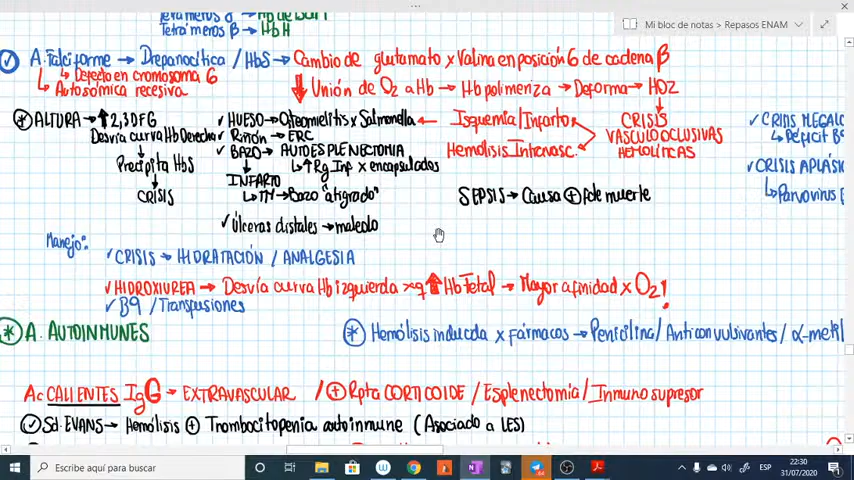 Tetrámeros β → HbH
Mi bloc de notas » Repasos ENAM
A. Falciforme → Drepanocítica / HbS → Cambio de glutamato x Valina en posición 6 de cadena β
Defecto en cromosoma 6
Autosómica recesiva
Unión de O2 a Hb → Hb polimeriza → Deforma → HOZ
ALTURA → ↑ 2,3 DFG
Desvía curva Hb Derecha
Precipita HbS
CRISIS
✓ HUESO → Osteomielitis x Salmonella
✓ Riñón → ERC
✓ BAZO → AUTOESPLENECTOMIA
↑ Rg Inf x encapsulados
INFARTO
Bazo "atigrado"
✓ Úlceras distales → maleolo
Isquemia/Infarto
Hemólisis Intravasc.
CRISIS
VASCULOOCLUSIVAS
HEMOLÍTICAS
SEPSIS → Causa + fcte muerte
✓ CRISIS MEGALO
Déficit B9
✓ CRISIS APLÁSI
Parvovirus
Manejo:
✓ CRISIS → HIDRATACIÓN / ANALGESIA
✓ HIDROXIUREA → Desvía curva Hb izquierda xq ↑ Hb Fetal → Mayor afinidad x O2!
✓ B9 / Transfusiones
* A. AUTOINMUNES
* Hemólisis inducida x fármacos → Penicilina/Anticonvulsivantes/α-metil
Ac CALIENTES IgG → EXTRAVASCULAR / + Rpta CORTICOIDE / Esplenectomia / Inmunosupresor
✓ Sd. EVANS → Hemólisis + Trombocitopenia autoinmune (Asociado a LES)
Escribe aquí para buscar
ESP
22:30
31/07/2020